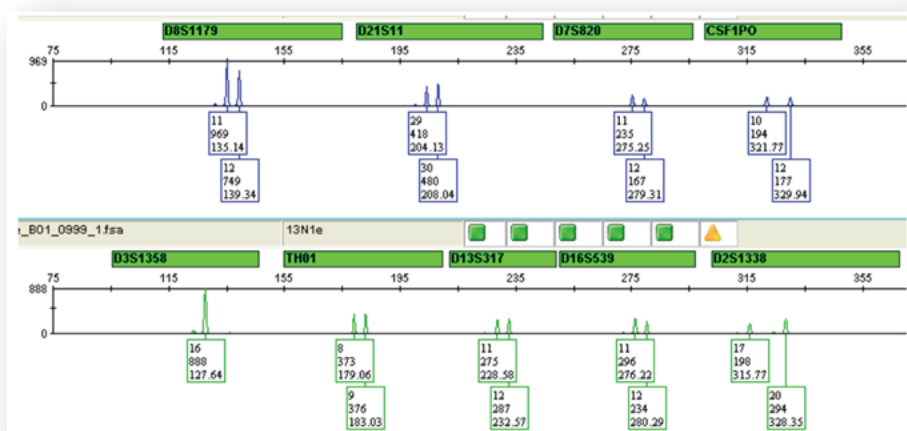 D8S1179 D21S11 D7S820 CSF1PO
75 115 155 195 235 275 315 355
969
0
11 29 11 10
969 418 235 194
135.14 204.13 275.25 321.77
12 30 12 12
749 480 167 177
139.34 208.04 279.31 329.94
_B01_0999_1.fsa 13N1e
D3S1358 TH01 D13S317 D16S539 D2S1338
75 115 155 195 235 275 315 355
888
0
16 8 11 11 17
888 373 275 296 198
127.64 179.06 228.58 276.22 315.77
9 12 12 20
376 287 234 294
183.03 232.57 280.29 328.35